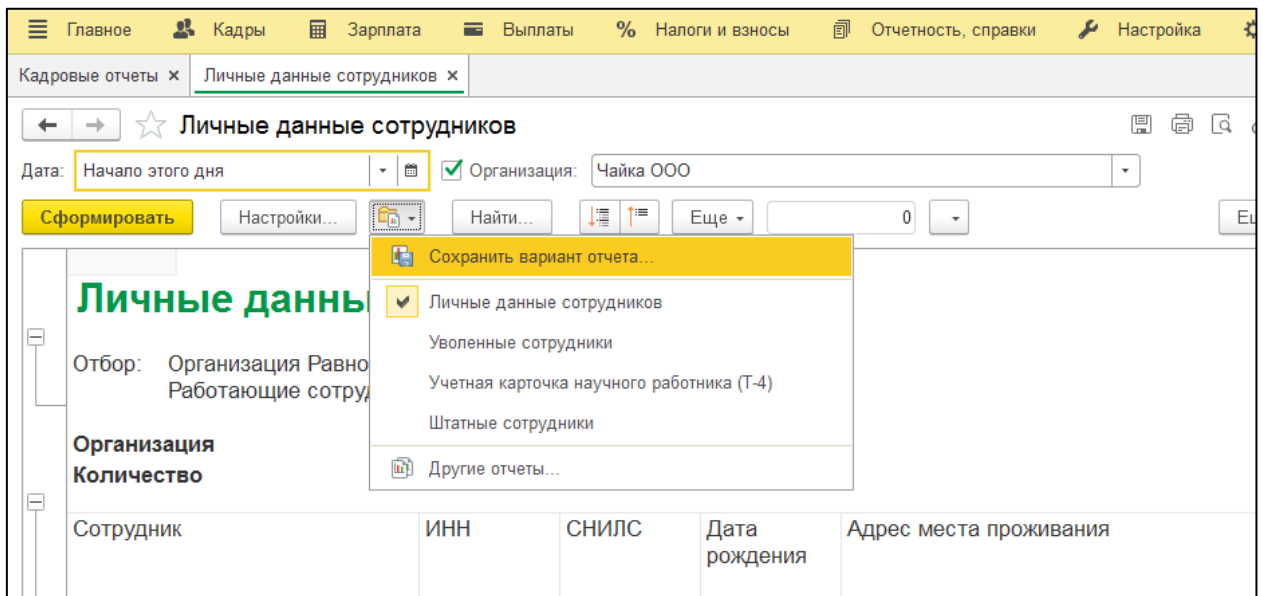 Главное Кадры Зарплата Выплаты % Налоги и взносы Отчетность, справки Настройка
Кадровые отчеты × Личные данные сотрудников ×
Личные данные сотрудников
Дата: Начало этого дня Организация: Чайка ООО
Сформировать Настройки... Найти... Еще 0
Сохранить вариант отчета...
Личные данные сотрудников
Уволенные сотрудники
Учетная карточка научного работника (Т-4)
Штатные сотрудники
Другие отчеты...
Личные данны
Отбор: Организация Равно
Работающие сотру
Организация
Количество
Сотрудник ИНН СНИЛС Дата рождения Адрес места проживания